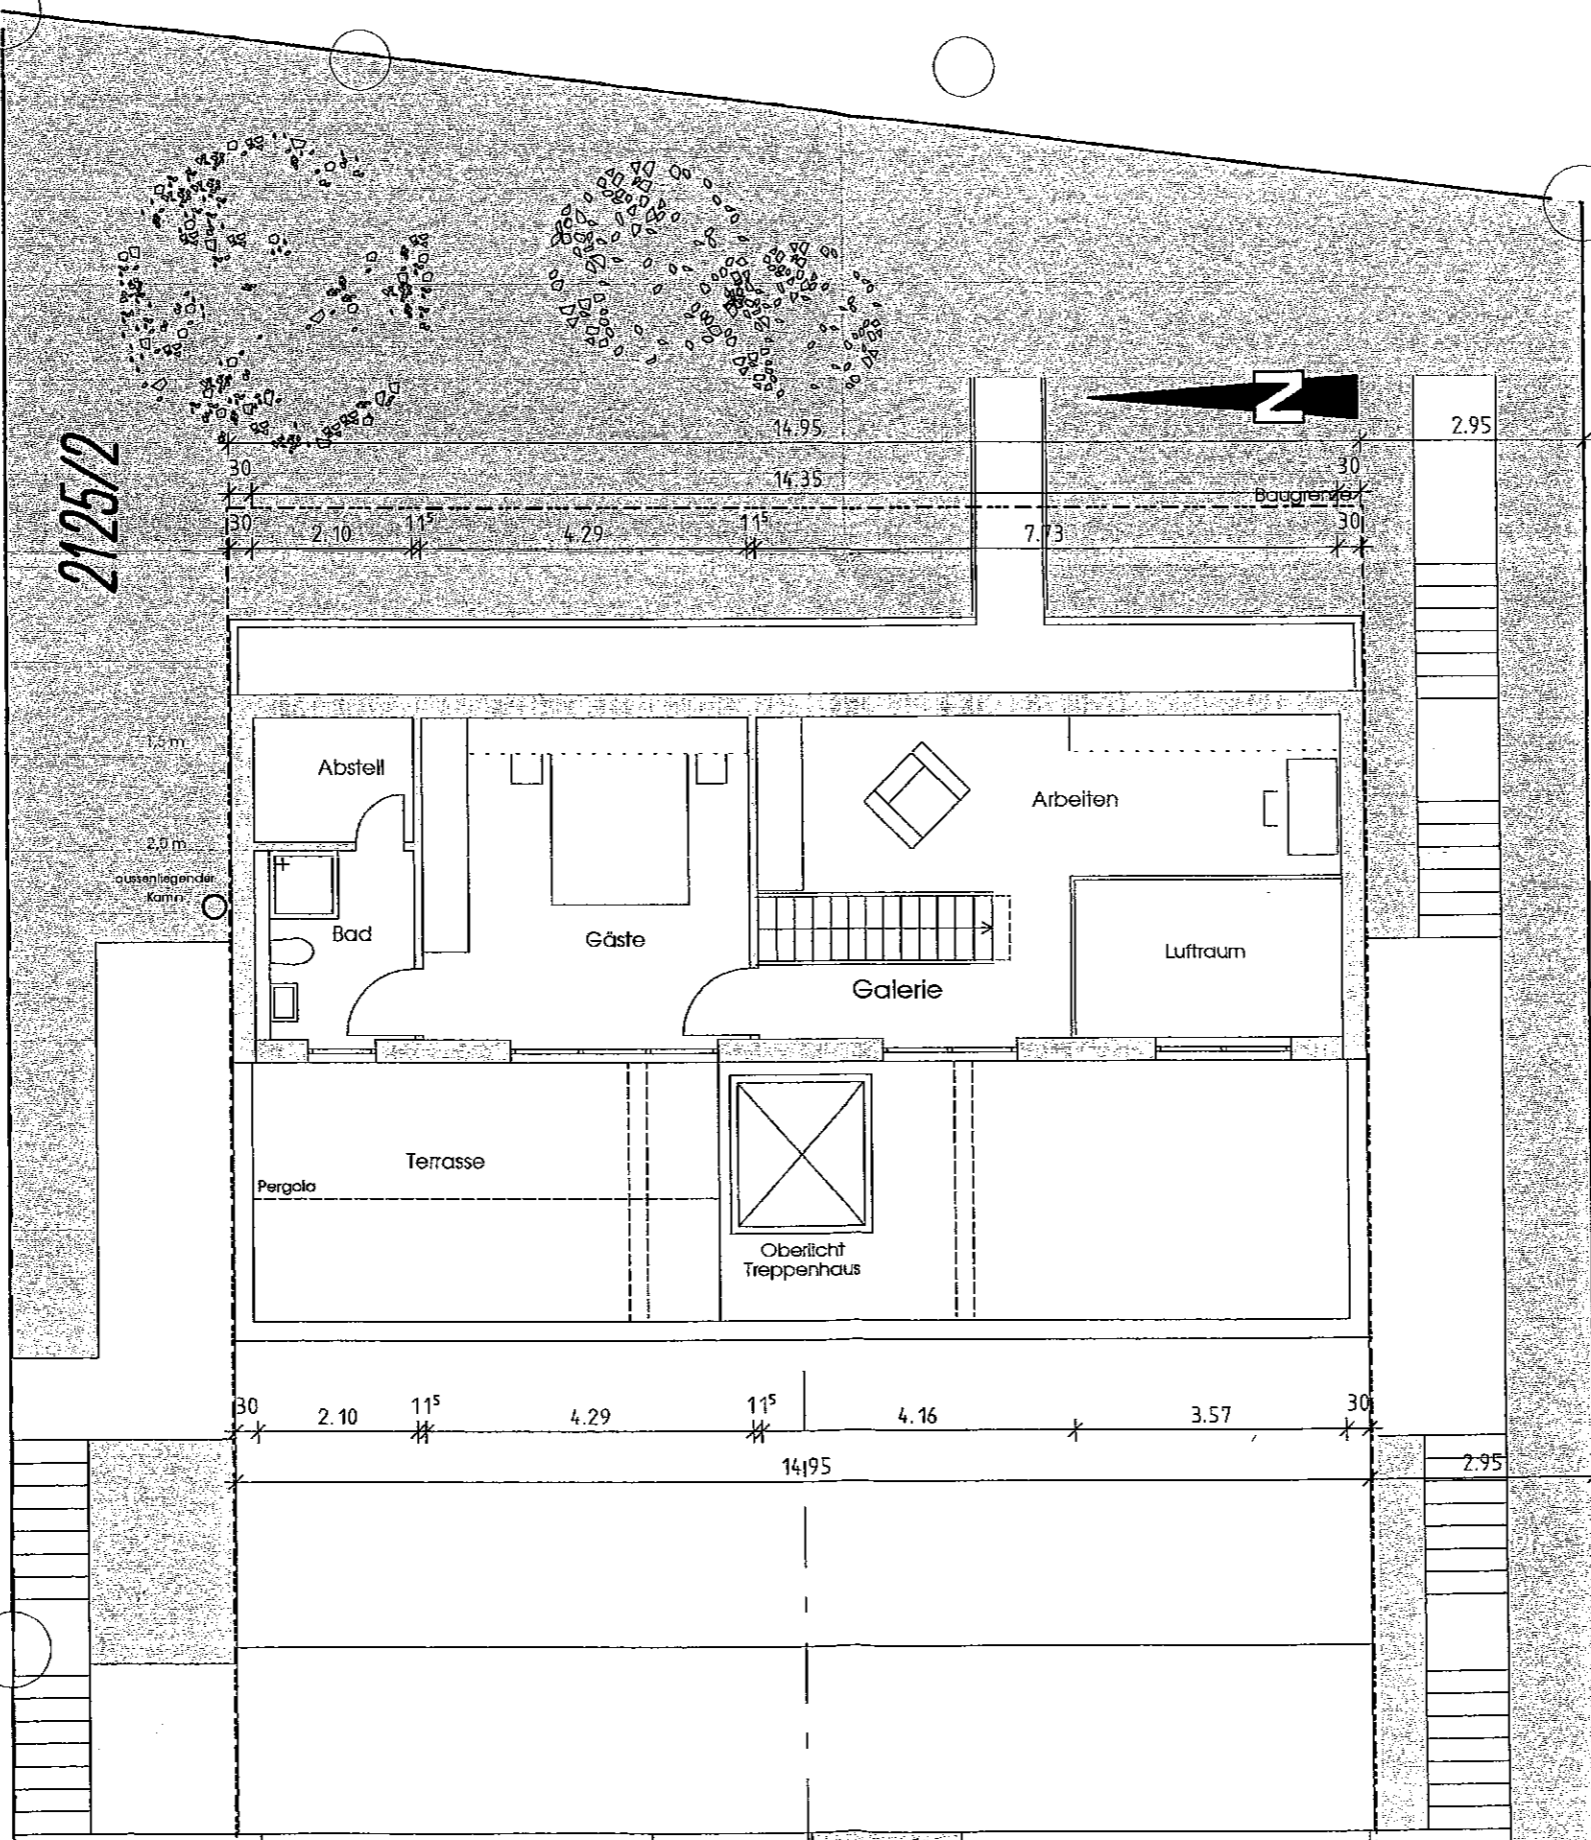 N
14.95
2.95
2125/2
30
30
14.35
Baugrenze
30
2.10
11⁵
4.29
11⁵
7.73
30
1,5 m
Abstell
Arbeiten
2,0 m
aussenliegender
Kamin
Bad
Gäste
Luftraum
Galerie
Terrasse
Pergola
Oberlicht
Treppenhaus
30
2.10
11⁵
4.29
11⁵
4.16
3.57
30
14.95
2.95